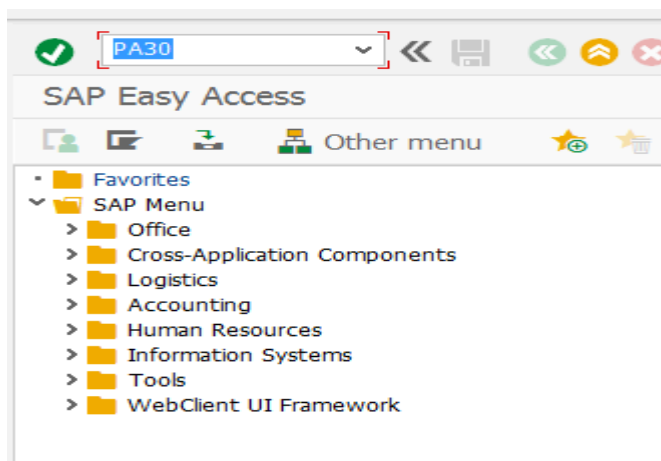 PA30
SAP Easy Access
Other menu
Favorites
SAP Menu
Office
Cross-Application Components
Logistics
Accounting
Human Resources
Information Systems
Tools
WebClient UI Framework